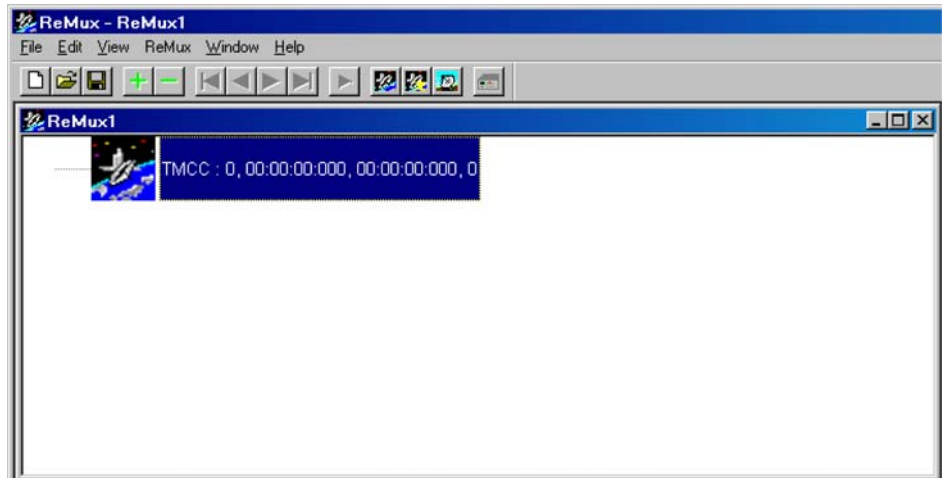 ReMux - ReMux1
File Edit View ReMux Window Help
ReMux1
TMCC : 0, 00:00:00:000, 00:00:00:000, 0